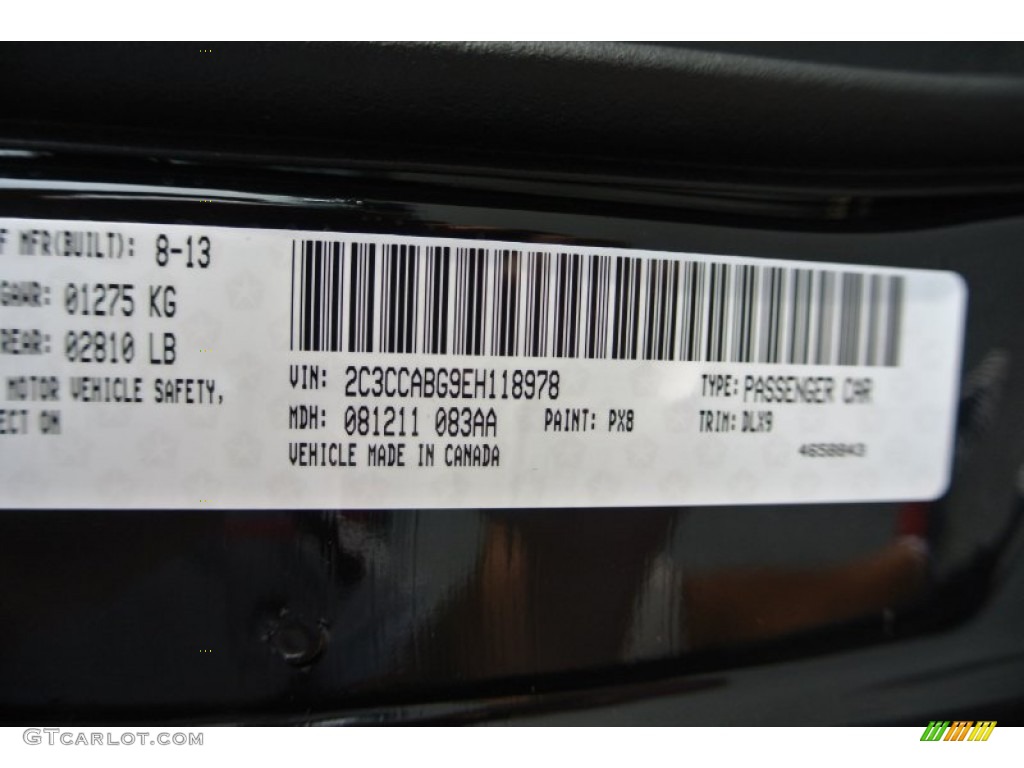 F MFR(BUILT): 8-13
GAWR: 01275 KG
REAR: 02810 LB
MOTOR VEHICLE SAFETY,
ECT ON
VIN: 2C3CCABG9EH118978 TYPE: PASSENGER CAR
MDH: 081211 083AA PAINT: PX8 TRIM: DLX9
VEHICLE MADE IN CANADA 4658843
GTCARLOT.COM